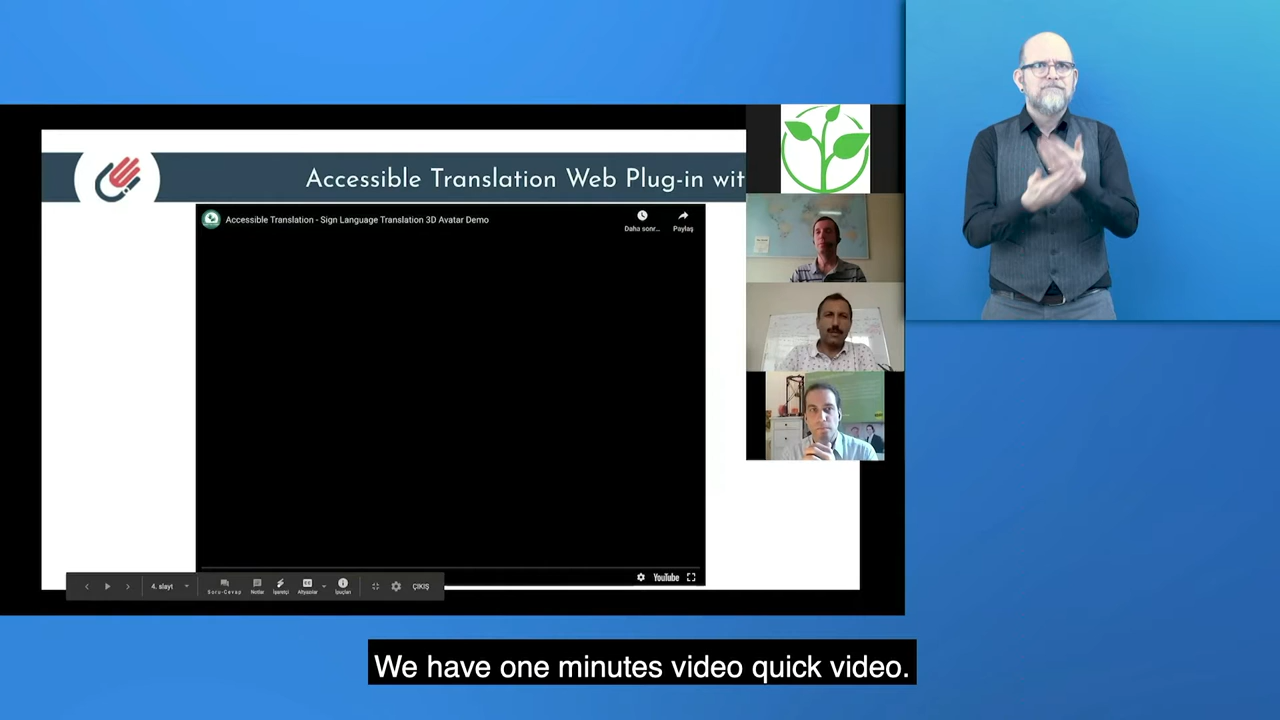 Accessible Translation Web Plug-in wit
Accessible Translation - Sign Language Translation 3D Avatar Demo
Daha sonr...
Paylaş
YouTube
4. slayt
Soru-Cevap
Notlar
İşaretçi
Altyazılar
İpuçları
ÇIKIŞ
We have one minutes video quick video.